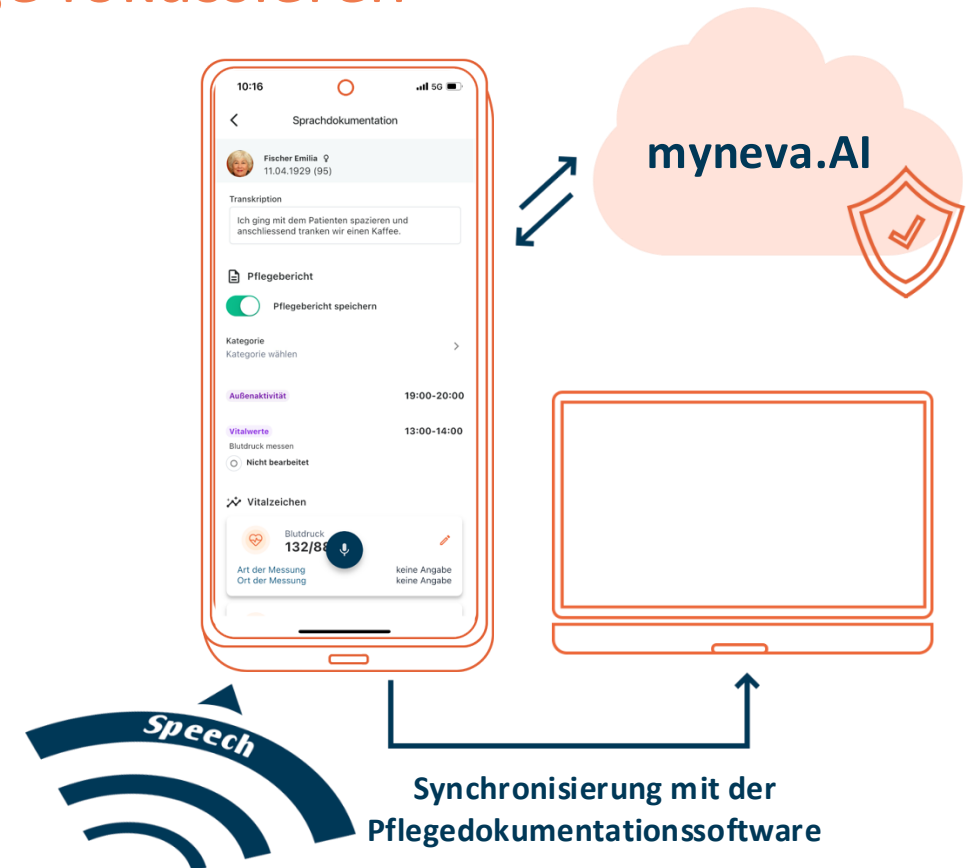 10:16
5G
Sprachdokumentation
Fischer Emilia ♀
11.04.1929 (95)
Transkription
Ich ging mit dem Patienten spazieren und
anschliessend tranken wir einen Kaffee.
Pflegebericht
Pflegebericht speichern
Kategorie
Kategorie wählen
Außenaktivität 19:00-20:00
Vitalwerte 13:00-14:00
Blutdruck messen
Nicht bearbeitet
Vitalzeichen
Blutdruck
132/88
Art der Messung keine Angabe
Ort der Messung keine Angabe
myneva.AI
Speech
Synchronisierung mit der
Pflegedokumentationssoftware